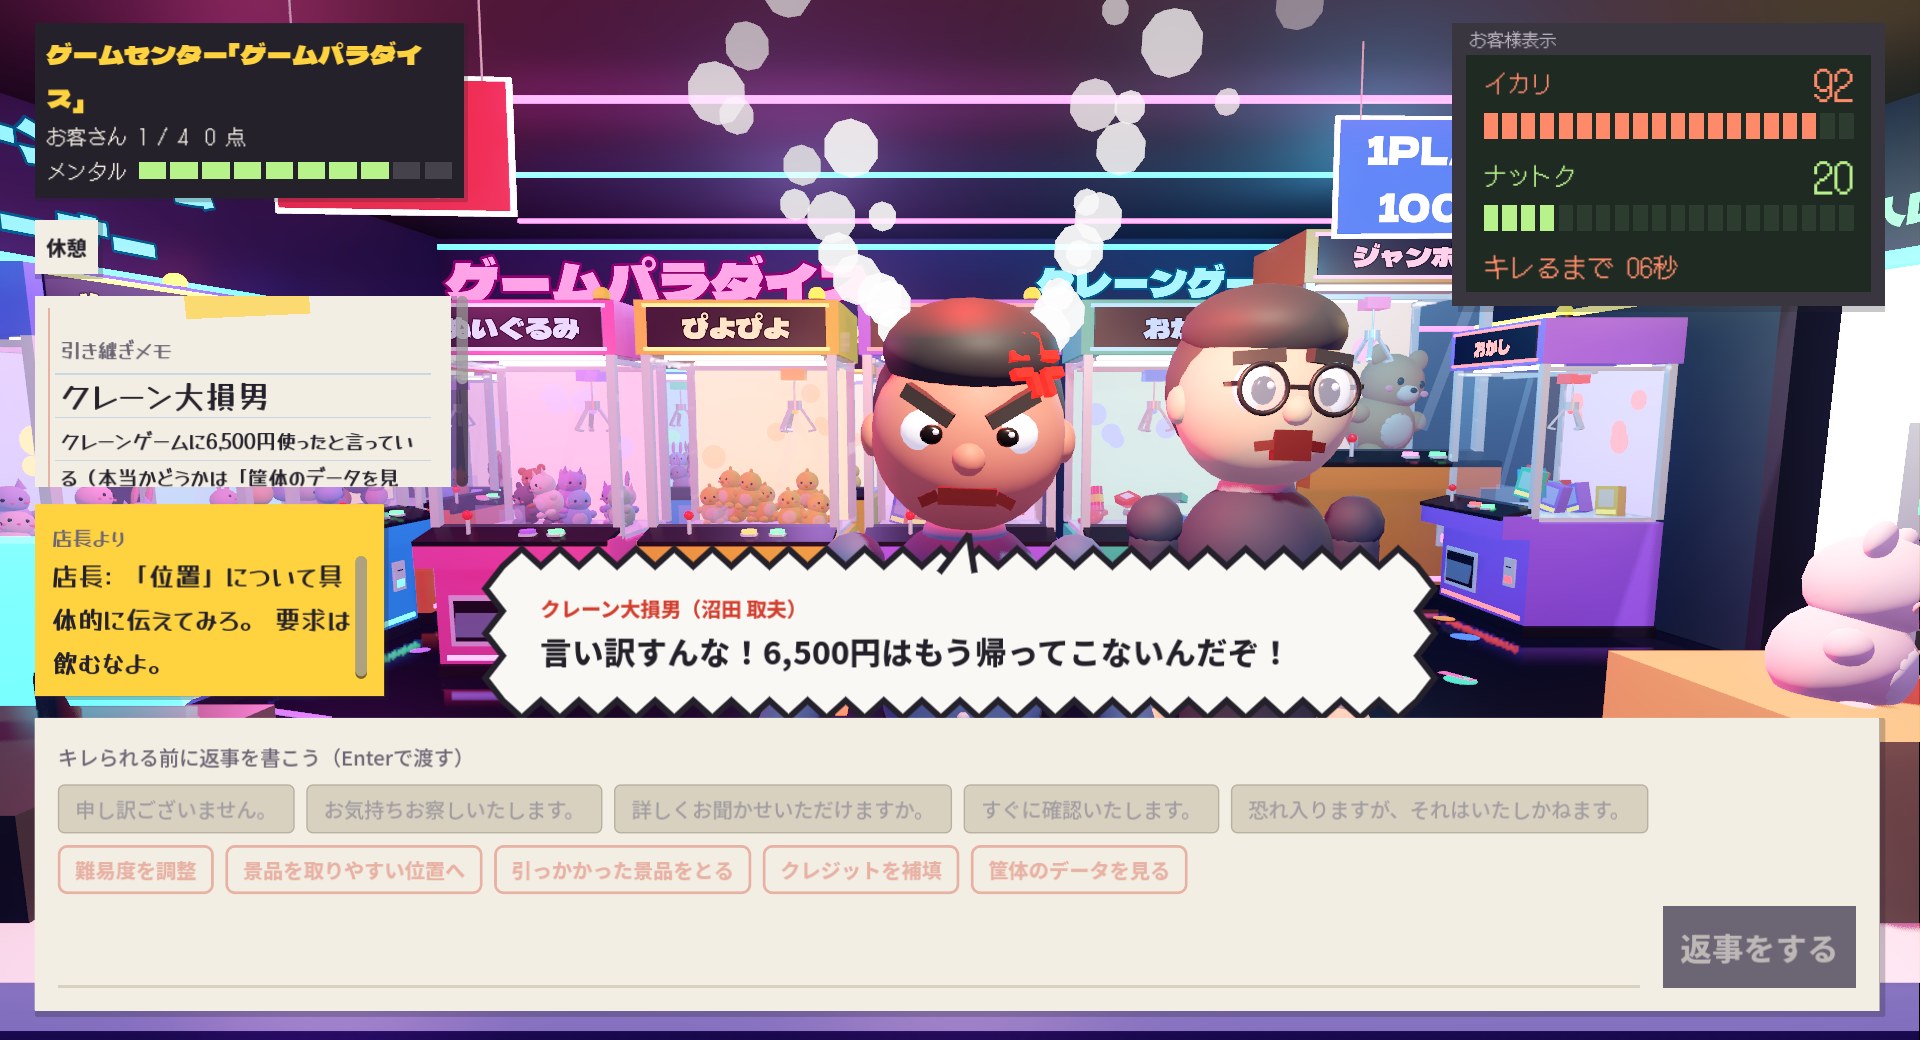 ゲームセンター「ゲームパラダイ
ス」
お客さん 1 / 4 0 点
メンタル
休憩
引き継ぎメモ
クレーン大損男
クレーンゲームに6,500円使ったと言ってい
る（本当かどうかは「筐体のデータを見
店長より
店長：「位置」について具
体的に伝えてみろ。 要求は
飲むなよ。
お客様表示
イカリ 92
ナットク 20
キレるまで 06秒
1PL
100
ゲームパラダイ
クレーンゲー
ジャンボ
いぐるみ
ぴよぴよ
おか
おかし
クレーン大損男（沼田 取夫）
言い訳すんな！6,500円はもう帰ってこないんだぞ！
キレられる前に返事を書こう（Enterで渡す）
申し訳ございません。
お気持ちお察しいたします。
詳しくお聞かせいただけますか。
すぐに確認いたします。
恐れ入りますが、それはいたしかねます。
難易度を調整
景品を取りやすい位置へ
引っかかった景品をとる
クレジットを補填
筐体のデータを見る
返事をする